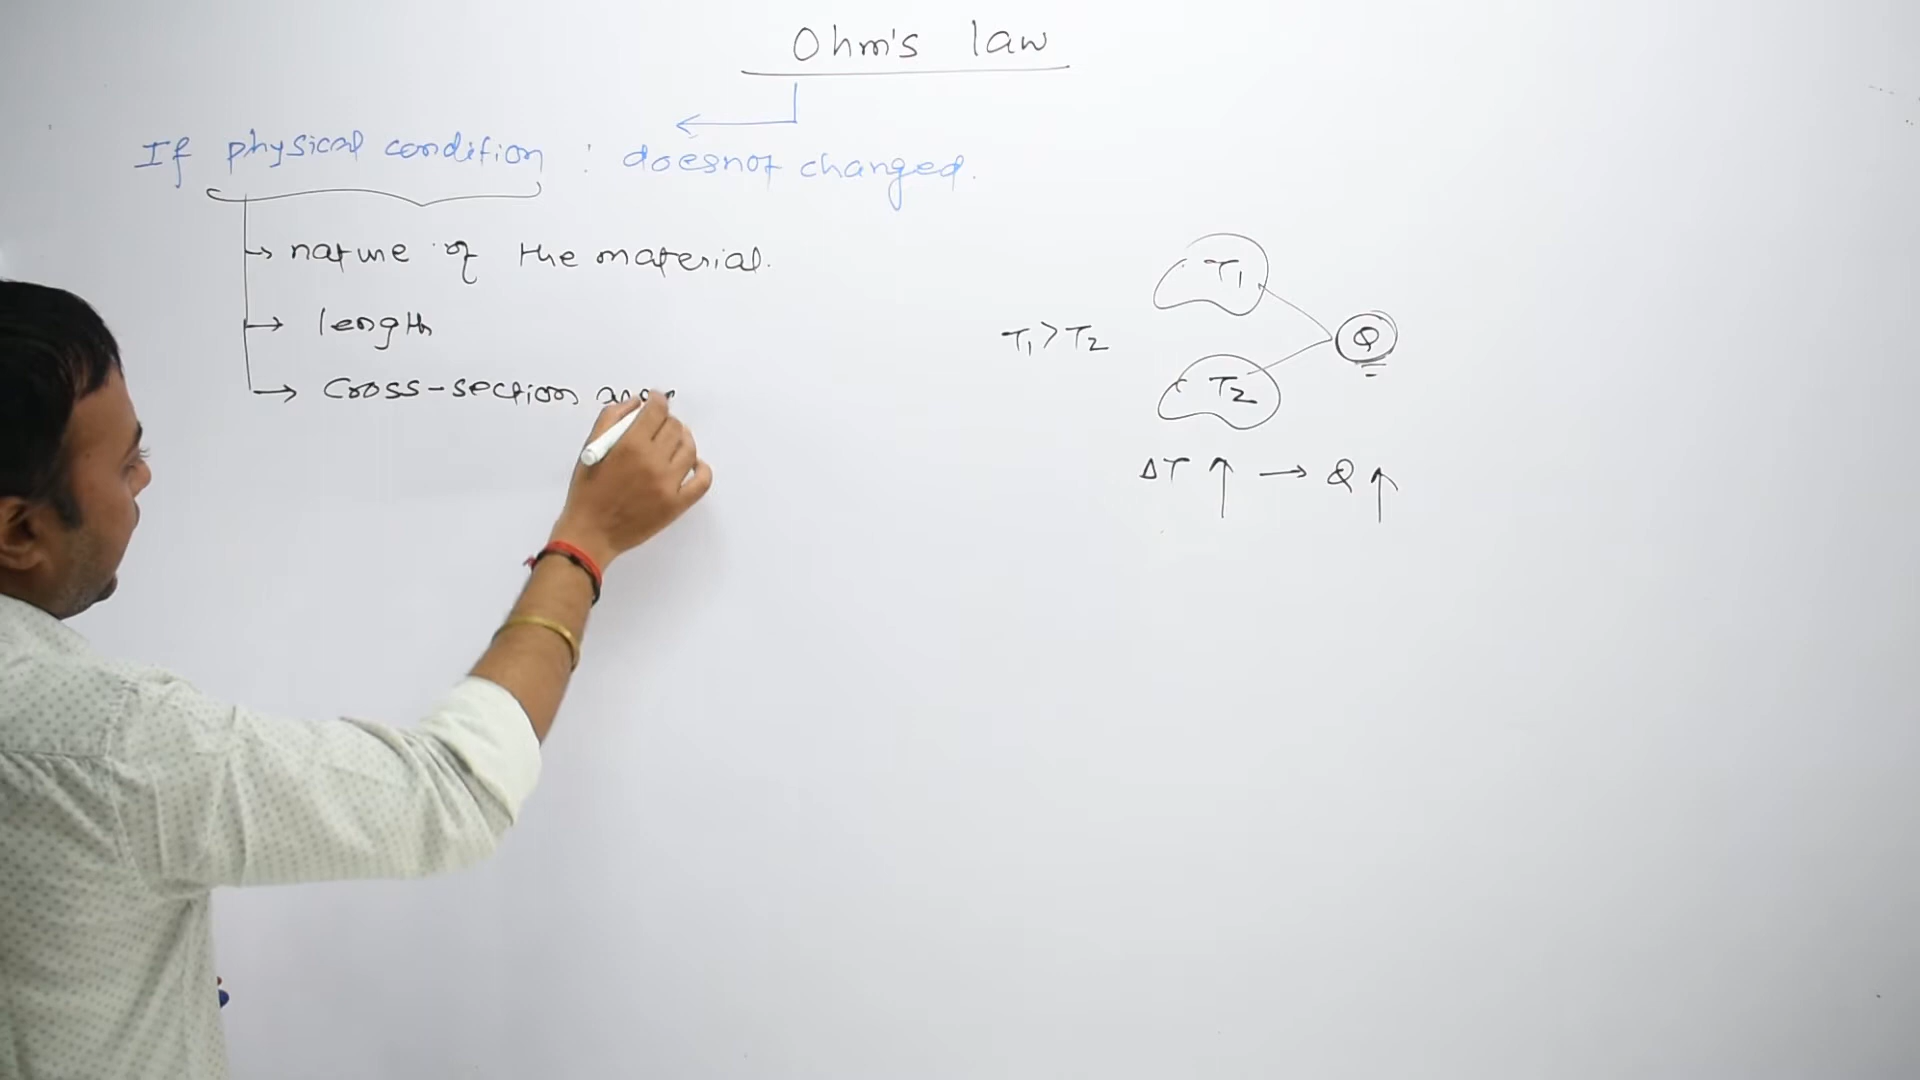 Ohm's law
If physical condition : doesnot changed.
→ nature of the material.
→ length
→ Cross-section area
T₁
T₁ > T₂
Q
T₂
ΔT ↑ → Q ↑